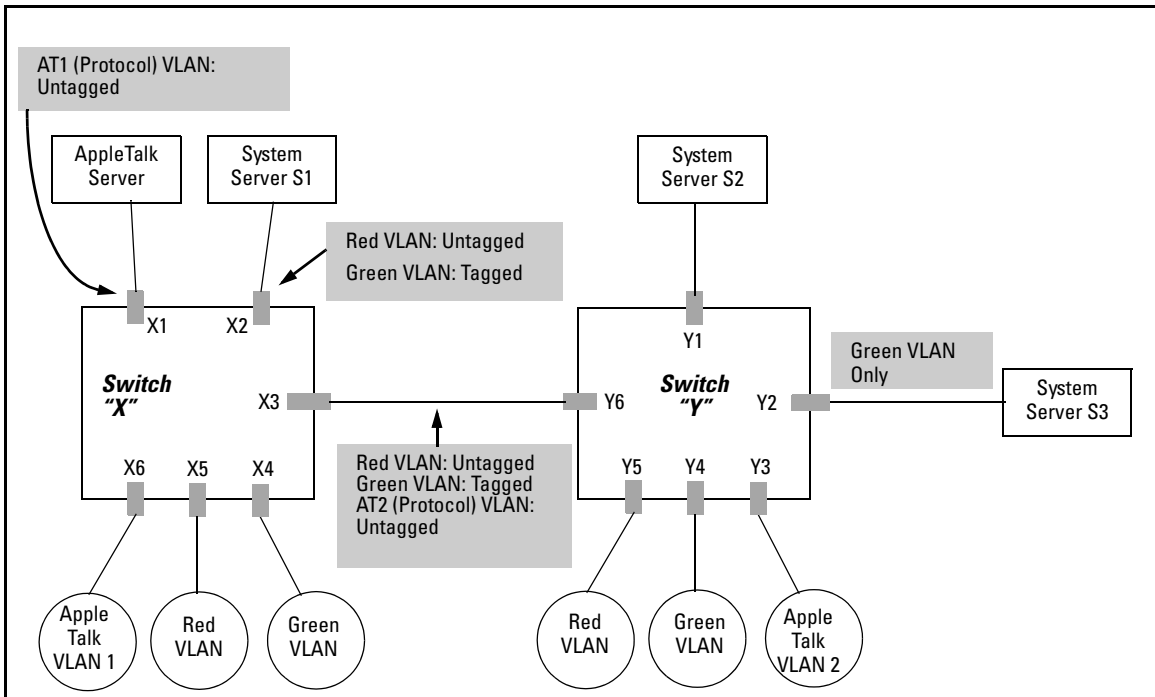 AT1 (Protocol) VLAN:
Untagged
AppleTalk
Server
System
Server S1
System
Server S2
Red VLAN: Untagged
Green VLAN: Tagged
X1
X2
Y1
Switch
"X"
X3
Switch
"Y"
Y6
Y2
Green VLAN
Only
System
Server S3
X6
X5
X4
Red VLAN: Untagged
Green VLAN: Tagged
AT2 (Protocol) VLAN:
Untagged
Y5
Y4
Y3
Apple
Talk
VLAN 1
Red
VLAN
Green
VLAN
Red
VLAN
Green
VLAN
Apple
Talk
VLAN 2